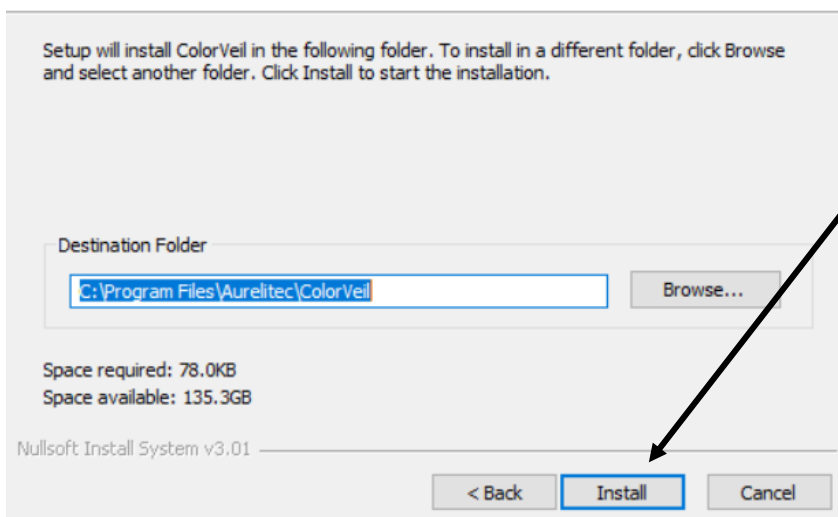 Setup will install ColorVeil in the following folder. To install in a different folder, click Browse
and select another folder. Click Install to start the installation.
Destination Folder
C:\Program Files\Aurelitec\ColorVeil
Browse...
Space required: 78.0KB
Space available: 135.3GB
Nullsoft Install System v3.01
< Back
Install
Cancel